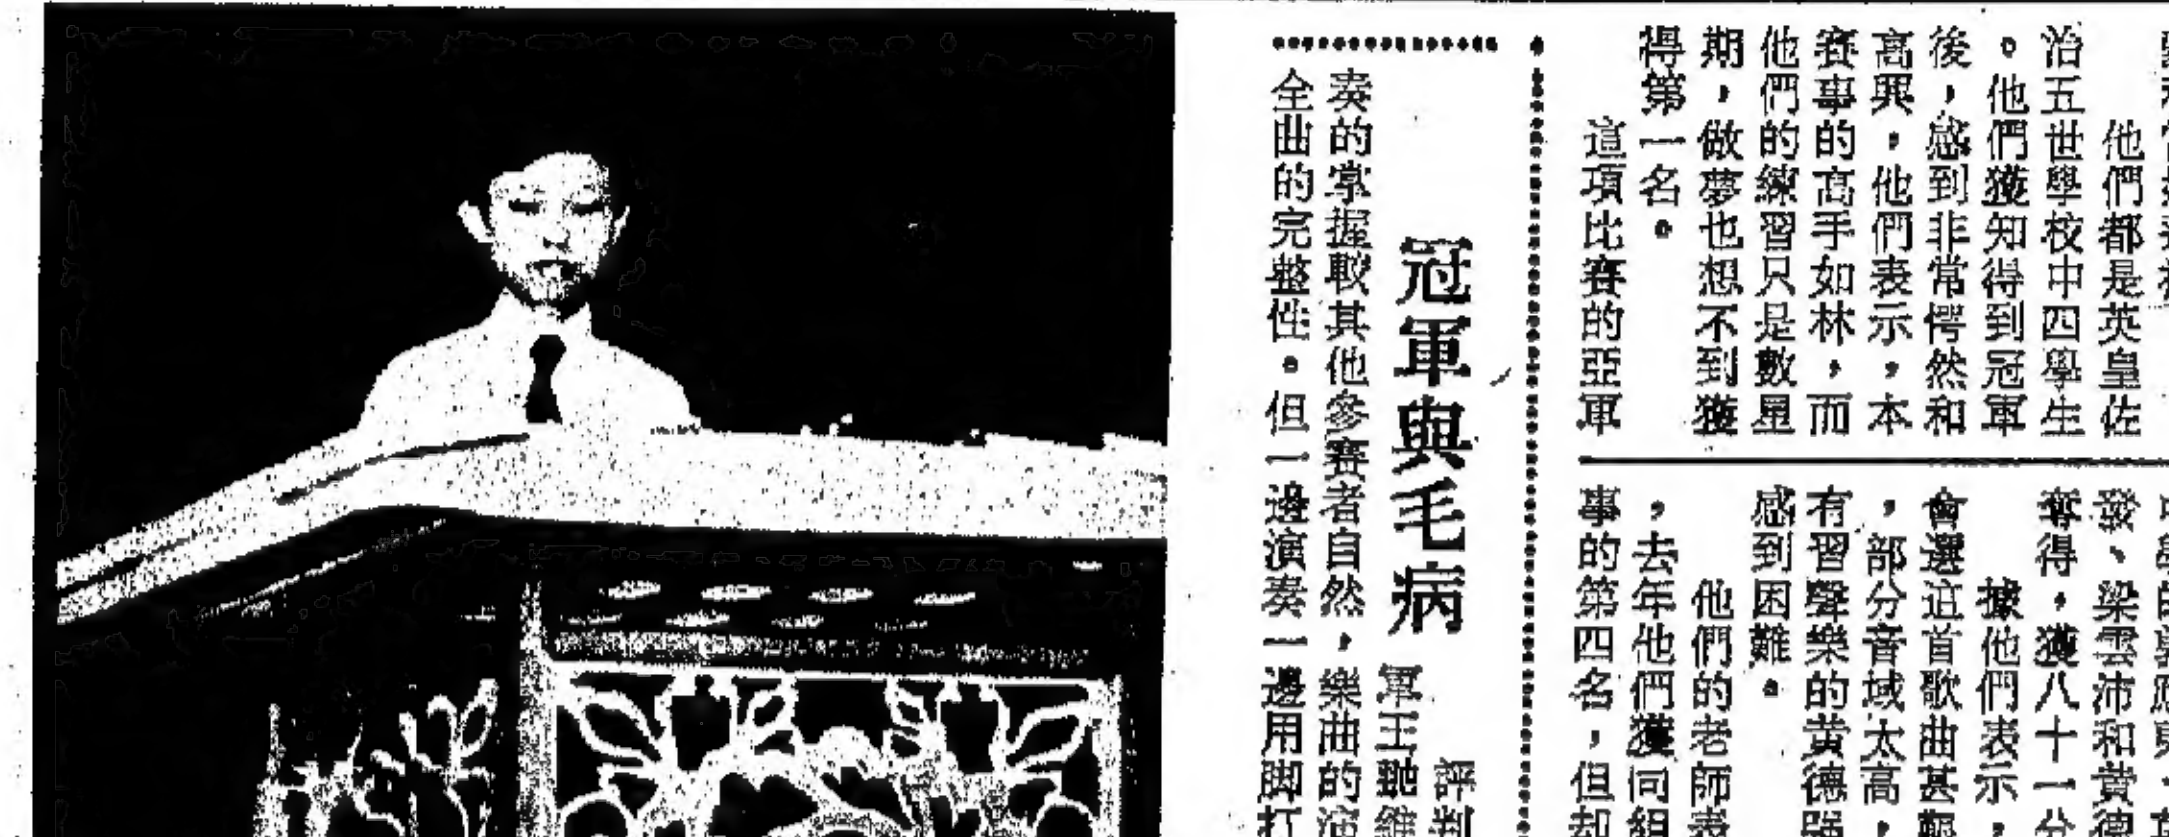 他們都是英皇佐
治五世學校中四學生
。他們獲知得到冠軍
後，感到非常愕然和
高興，他們表示，本
賽事的高手如林，而
他們的練習只是數星
期，做夢也想不到獲
得第一名。
這項比賽的亞軍
發、梁雲沛和黃德
奪得，獲八十一分
據他們表示，
會選這首歌曲甚
，部分音域太高，
有習聲樂的黃德
感到困難。
他們的老師表
，去年他們獲同組
事的第四名，但却
冠軍與毛病
評判
軍王馳維
奏的掌握較其他參賽者自然，樂曲的演
全曲的完整性。但一邊演奏一邊用脚打